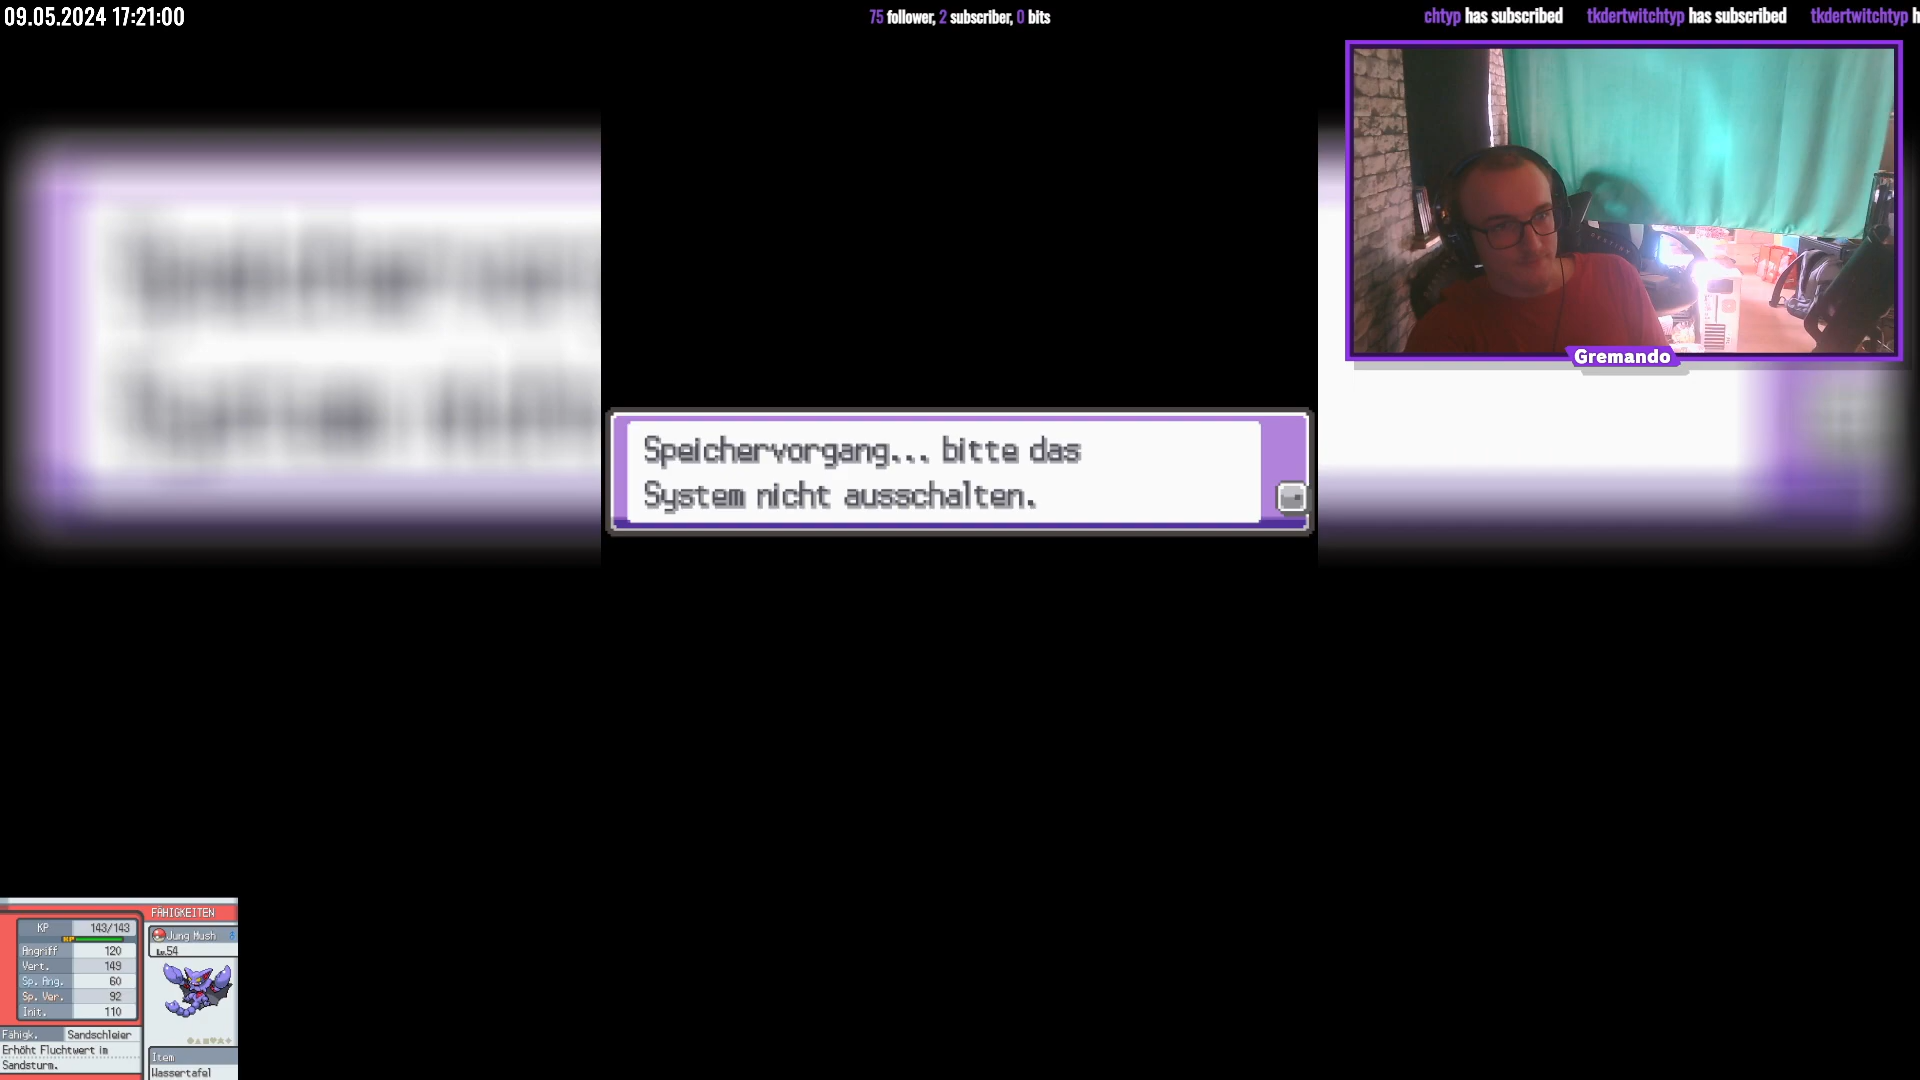 09.05.2024 17:21:00
75 follower, 2 subscriber, 0 bits
chtyp has subscribed tkdertwitchtyp has subscribed tkdertwitchtyp h
Gremando
Speichervorgang... bitte das
System nicht ausschalten.
FÄHIGKEITEN
KP 143/143
KP
Angriff 120
Vert. 149
Sp. Ang. 60
Sp. Ver. 92
Init. 110
Fähigk. Sandschleier
Erhöht Fluchtwert im
Sandsturm.
Jung Mush ♂
Lv.54
Item
Wassertafel